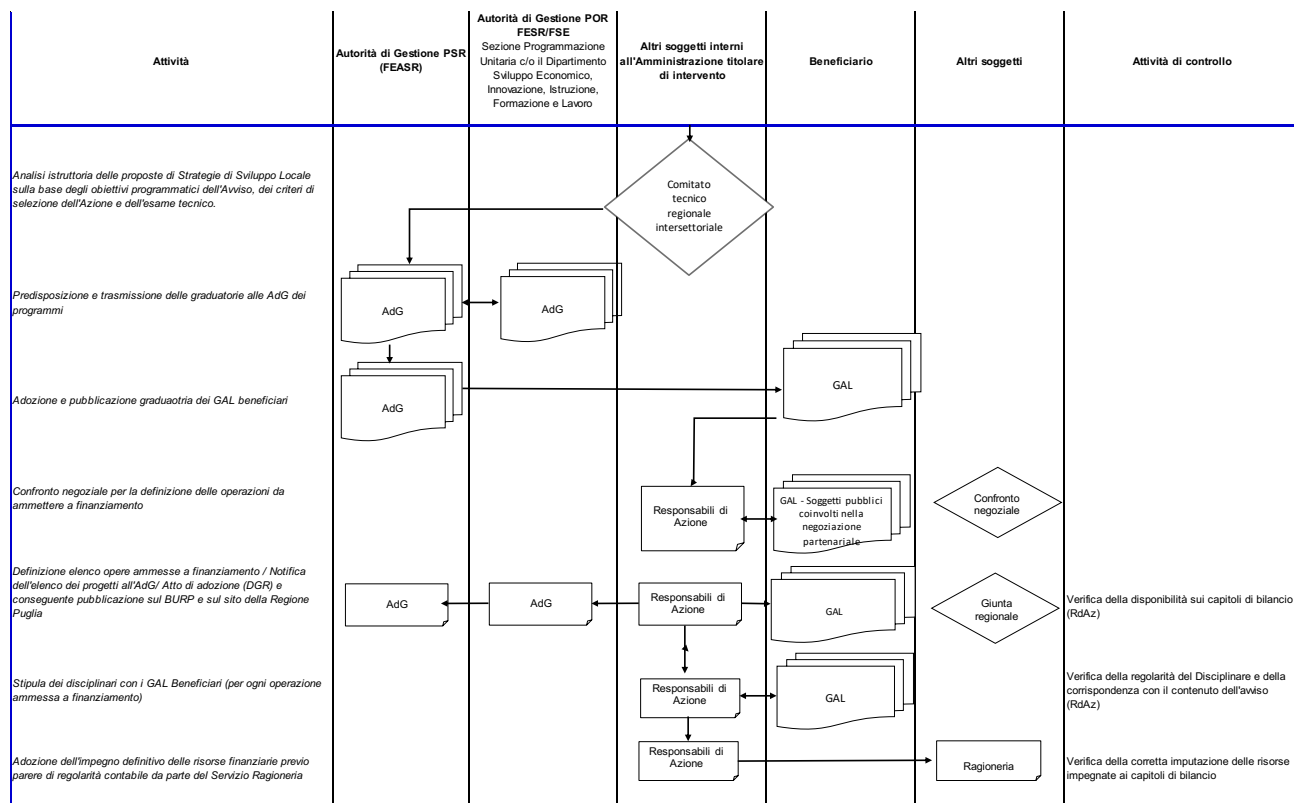 Attività
Autorità di Gestione PSR
(FEASR)
Autorità di Gestione POR
FESR/FSE
Sezione Programmazione
Unitaria c/o il Dipartimento
Sviluppo Economico,
Innovazione, Istruzione,
Formazione e Lavoro
Altri soggetti interni
all'Amministrazione titolare
di intervento
Beneficiario
Altri soggetti
Attività di controllo
Analisi istruttoria delle proposte di Strategie di Sviluppo Locale
sulla base degli obiettivi programmatici dell'Avviso, dei criteri di
selezione dell'Azione e dell'esame tecnico.
Comitato
tecnico
regionale
intersettoriale
Predisposizione e trasmissione delle graduatorie alle AdG dei
programmi
AdG
AdG
Adozione e pubblicazione graduaotria dei GAL beneficiari
AdG
GAL
Confronto negoziale per la definizione delle operazioni da
ammettere a finanziamento
Responsabili di
Azione
GAL - Soggetti pubblici
coinvolti nella
negoziazione
partenariale
Confronto
negoziale
Definizione elenco opere ammesse a finanziamento / Notifica
dell'elenco dei progetti all'AdG/ Atto di adozione (DGR) e
conseguente pubblicazione sul BURP e sul sito della Regione
Puglia
AdG
AdG
Responsabili di
Azione
GAL
Giunta
regionale
Verifica della disponibilità sui capitoli di bilancio
(RdAz)
Stipula dei disciplinari con i GAL Beneficiari (per ogni operazione
ammessa a finanziamento)
Responsabili di
Azione
GAL
Verifica della regolarità del Disciplinare e della
corrispondenza con il contenuto dell'avviso
(RdAz)
Adozione dell'impegno definitivo delle risorse finanziarie previo
parere di regolarità contabile da parte del Servizio Ragioneria
Responsabili di
Azione
Ragioneria
Verifica della corretta imputazione delle risorse
impegnate ai capitoli di bilancio